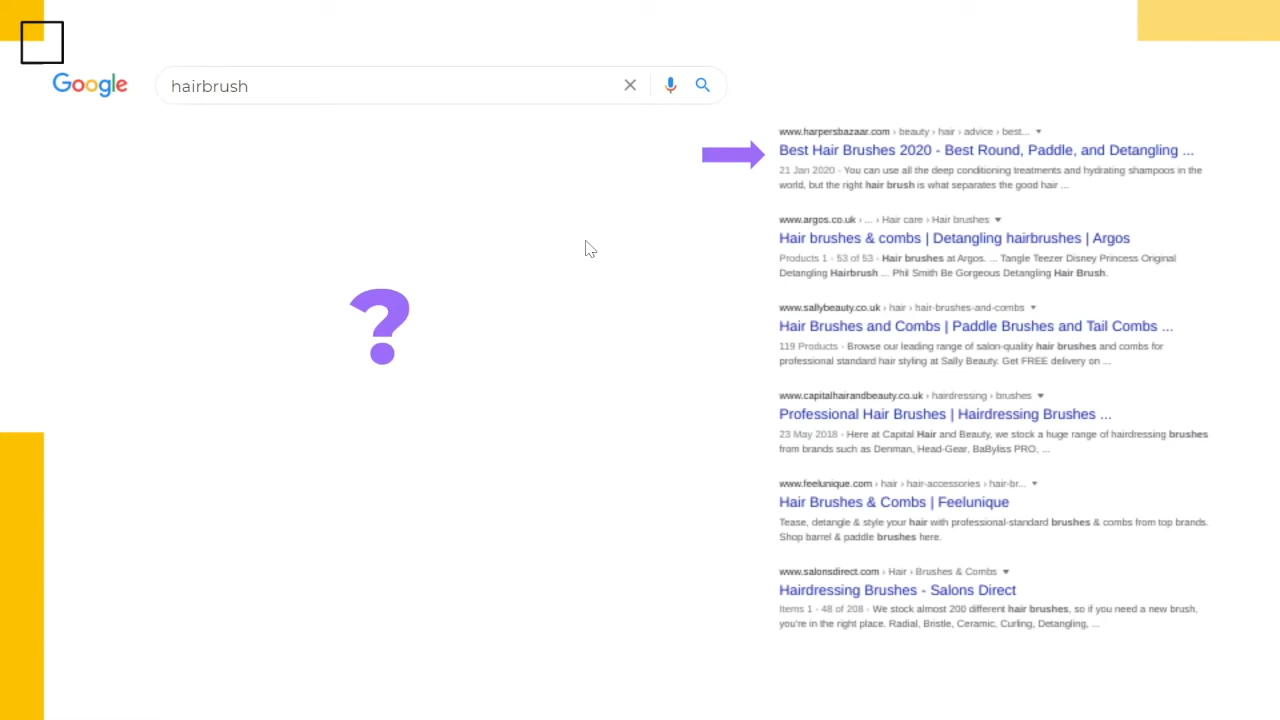 Google
hairbrush
?
www.harpersbazaar.com › beauty › hair › advice › best...
Best Hair Brushes 2020 - Best Round, Paddle, and Detangling ...
21 Jan 2020 - You can use all the deep conditioning treatments and hydrating shampoos in the
world, but the right hair brush is what separates the good hair ...
www.argos.co.uk › ... › Hair care › Hair brushes
Hair brushes & combs | Detangling hairbrushes | Argos
Products 1 - 53 of 53 - Hair brushes at Argos. ... Tangle Teezer Disney Princess Original
Detangling Hairbrush ... Phil Smith Be Gorgeous Detangling Hair Brush.
www.sallybeauty.co.uk › hair › hair-brushes-and-combs
Hair Brushes and Combs | Paddle Brushes and Tail Combs ...
119 Products - Browse our leading range of salon-quality hair brushes and combs for
professional standard hair styling at Sally Beauty. Get FREE delivery on ...
www.capitalhairandbeauty.co.uk › hairdressing › brushes
Professional Hair Brushes | Hairdressing Brushes ...
23 May 2018 - Here at Capital Hair and Beauty, we stock a huge range of hairdressing brushes
from brands such as Denman, Head-Gear, BaByliss PRO, ...
www.feelunique.com › hair › hair-accessories › hair-br...
Hair Brushes & Combs | Feelunique
Tease, detangle & style your hair with professional-standard brushes & combs from top brands.
Shop barrel & paddle brushes here.
www.salonsdirect.com › Hair › Brushes & Combs
Hairdressing Brushes - Salons Direct
Items 1 - 48 of 208 - We stock almost 200 different hair brushes, so if you need a new brush,
you're in the right place. Radial, Bristle, Ceramic, Curling, Detangling, ...